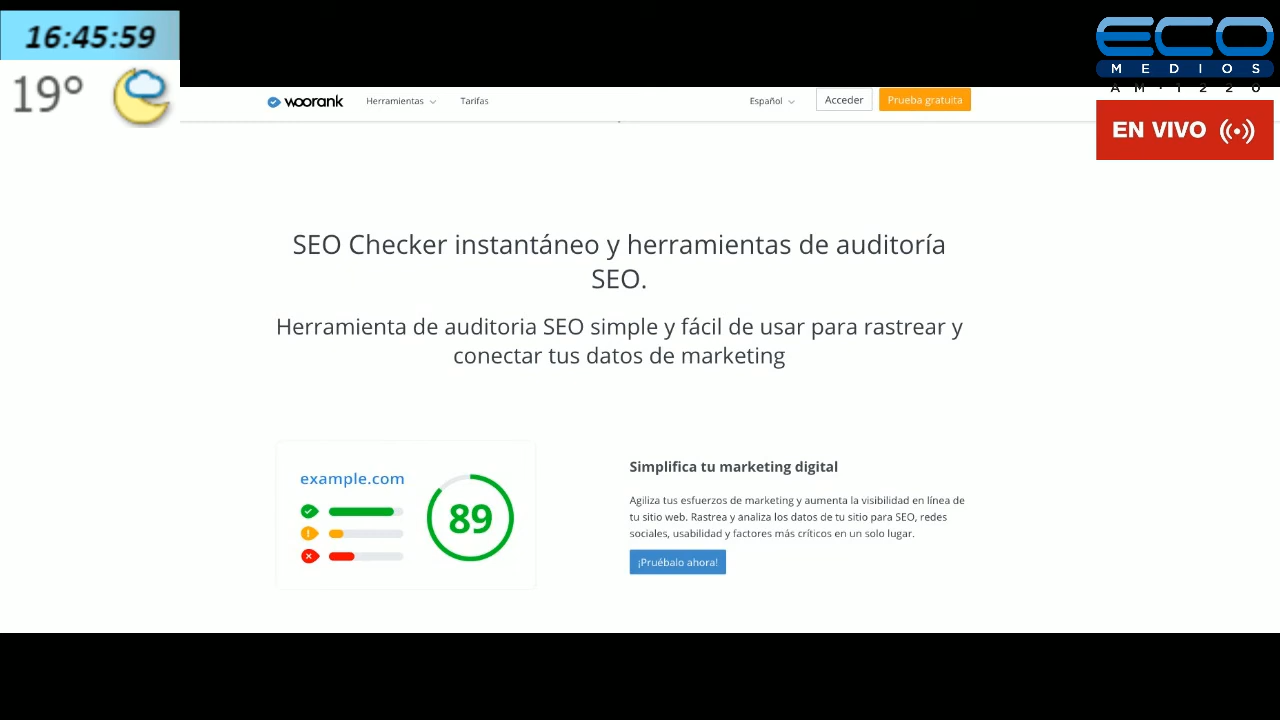 16:45:59
19°
ECO
MEDIOS
AM·1220
EN VIVO
woorank
Herramientas
Tarifas
Español
Acceder
Prueba gratuita
SEO Checker instantáneo y herramientas de auditoría
SEO.
Herramienta de auditoria SEO simple y fácil de usar para rastrear y
conectar tus datos de marketing
example.com
89
Simplifica tu marketing digital
Agiliza tus esfuerzos de marketing y aumenta la visibilidad en línea de
tu sitio web. Rastrea y analiza los datos de tu sitio para SEO, redes
sociales, usabilidad y factores más críticos en un solo lugar.
¡Pruébalo ahora!